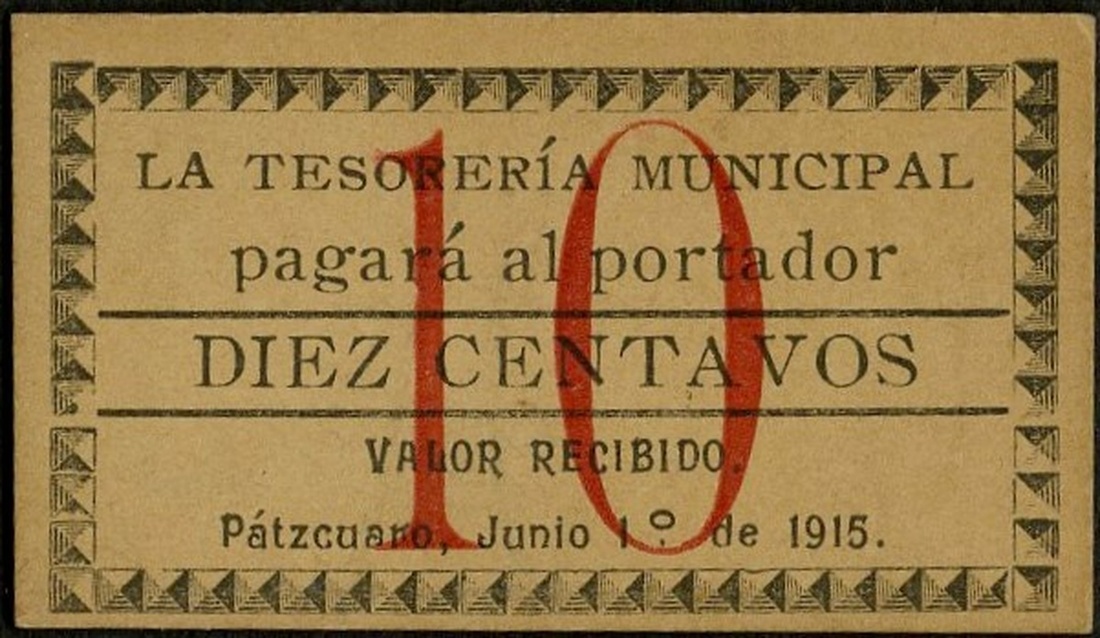 LA TESORERÍA MUNICIPAL
pagará al portador
DIEZ CENTAVOS
VALOR RECIBIDO.
Pátzcuaro, Junio 1º. de 1915.
10